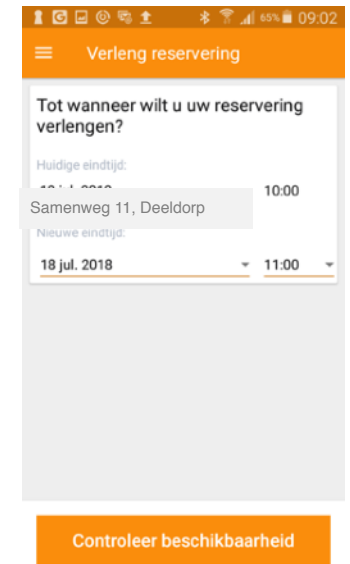 65% 09:02
Verleng reservering
Tot wanneer wilt u uw reservering
verlengen?
Huidige eindtijd:
10:00
Samenweg 11, Deeldorp
Nieuwe eindtijd:
18 jul. 2018 11:00
Controleer beschikbaarheid